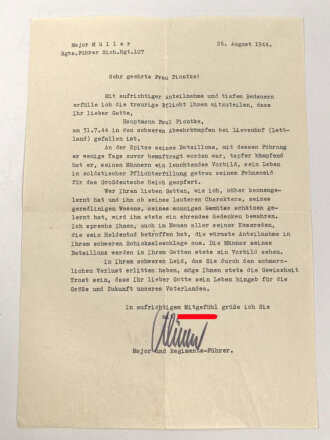 Major M ü l l e r
Rgts.Führer Sich.Rgt.107
26. August 1944.
Sehr geehrte Frau Piontke!
Mit aufrichtiger Anteilnahme und tiefem Bedauern
erfülle ich die traurige Pflicht Ihnen mitzuteilen, dass
Ihr lieber Gatte,
Hauptmann Paul Piontke,
am 31.7.44 in den schweren Abwehrkämpfen bei Lievenhof (Lett-
land) gefallen ist.
An der Spitze seines Bataillons, mit dessen Führung
er wenige Tage zuvor beauftragt worden war, tapfer kämpfend
hat er, seinen Männern ein leuchtendes Vorbild, sein Leben
in soldatischer Pflichterfüllung getreu seinem Fahneneid
für das Großdeutsche Reich geopfert.
Wer Ihren lieben Gatten, wie ich, näher kennenge-
lernt hat und ihn ob seines lauteren Charakters, seines
geradlinigen Wesens, seines sonnigen Gemütes schätzen ge-
lernt hat, wird ihm stets ein ehrendes Gedenken bewahren.
Ich spreche Ihnen, auch im Namen aller seiner Kameraden,
die sein Heldentod betroffen hat, die wärmste Anteilnahme in
Ihrem schweren Schicksalsschlage aus. Die Männer seines
Bataillons werden in Ihrem Gatten stets ein Vorbild sehen.
In Ihrem schweren Leid, das Sie durch den schmerz-
lichen Verlust erlitten haben, möge Ihnen stets die Gewissheit
Trost sein, dass Ihr lieber Gatte sein Leben hingab für die
Größe und Zukunft unseres Vaterlandes.
In aufrichtigem Mitgefühl grüße ich Sie
Major und Regiments-Führer.